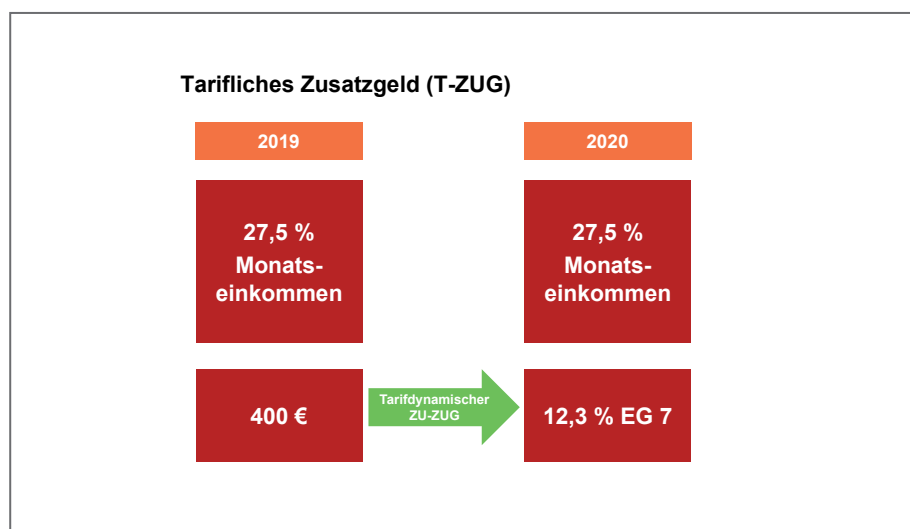 Tarifliches Zusatzgeld (T-ZUG)
2019
2020
27,5 %
Monats-
einkommen
27,5 %
Monats-
einkommen
400 €
Tarifdynamischer
ZU-ZUG
12,3 % EG 7